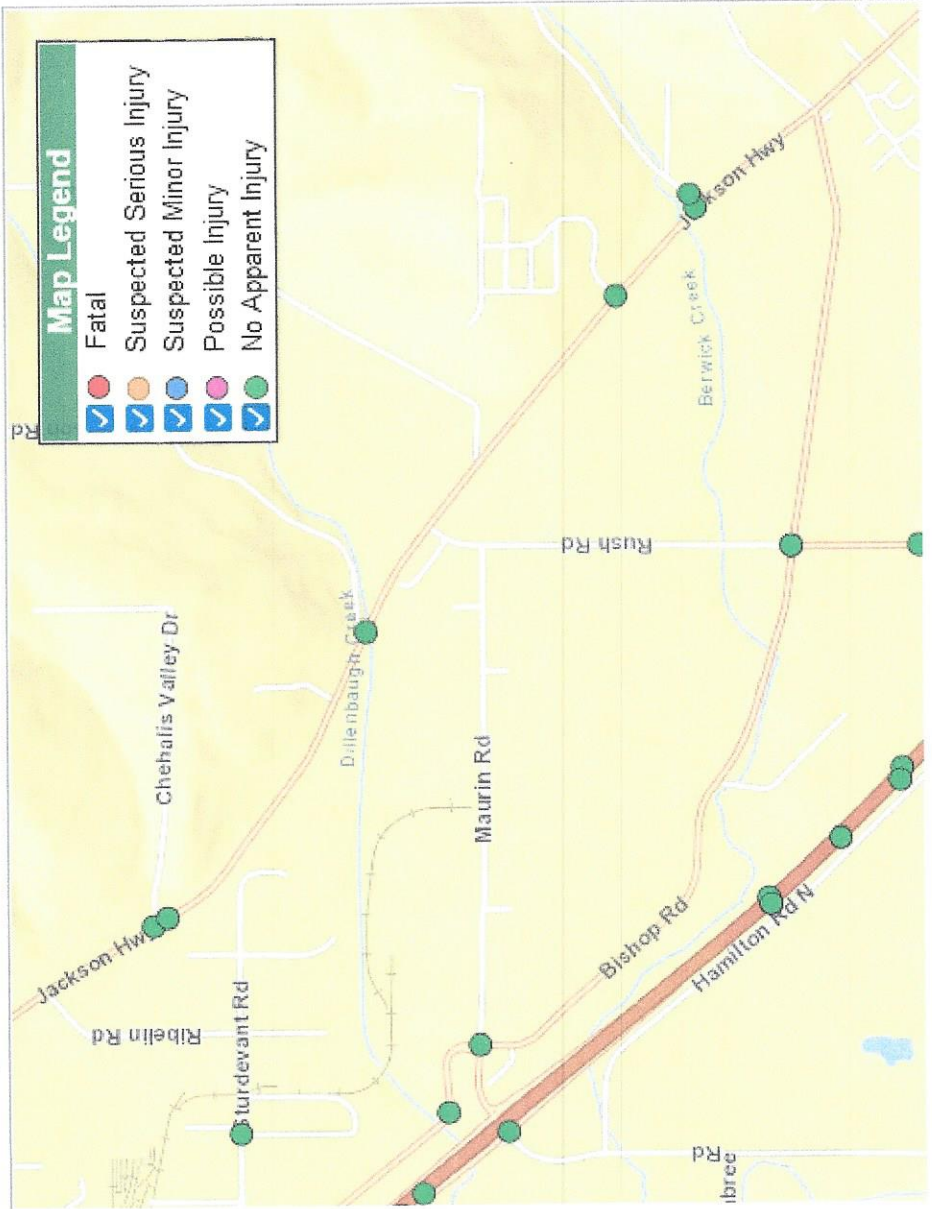 Map Legend
Fatal
Suspected Serious Injury
Suspected Minor Injury
Possible Injury
No Apparent Injury
Rd
Chehalis Valley Dr
Jackson Hwy
Ribelin Rd
Sturdevant Rd
Dillenbaugh Creek
Maurin Rd
Rush Rd
Berwick Creek
Jackson Hwy
Bishop Rd
Hamilton Rd N
Rd